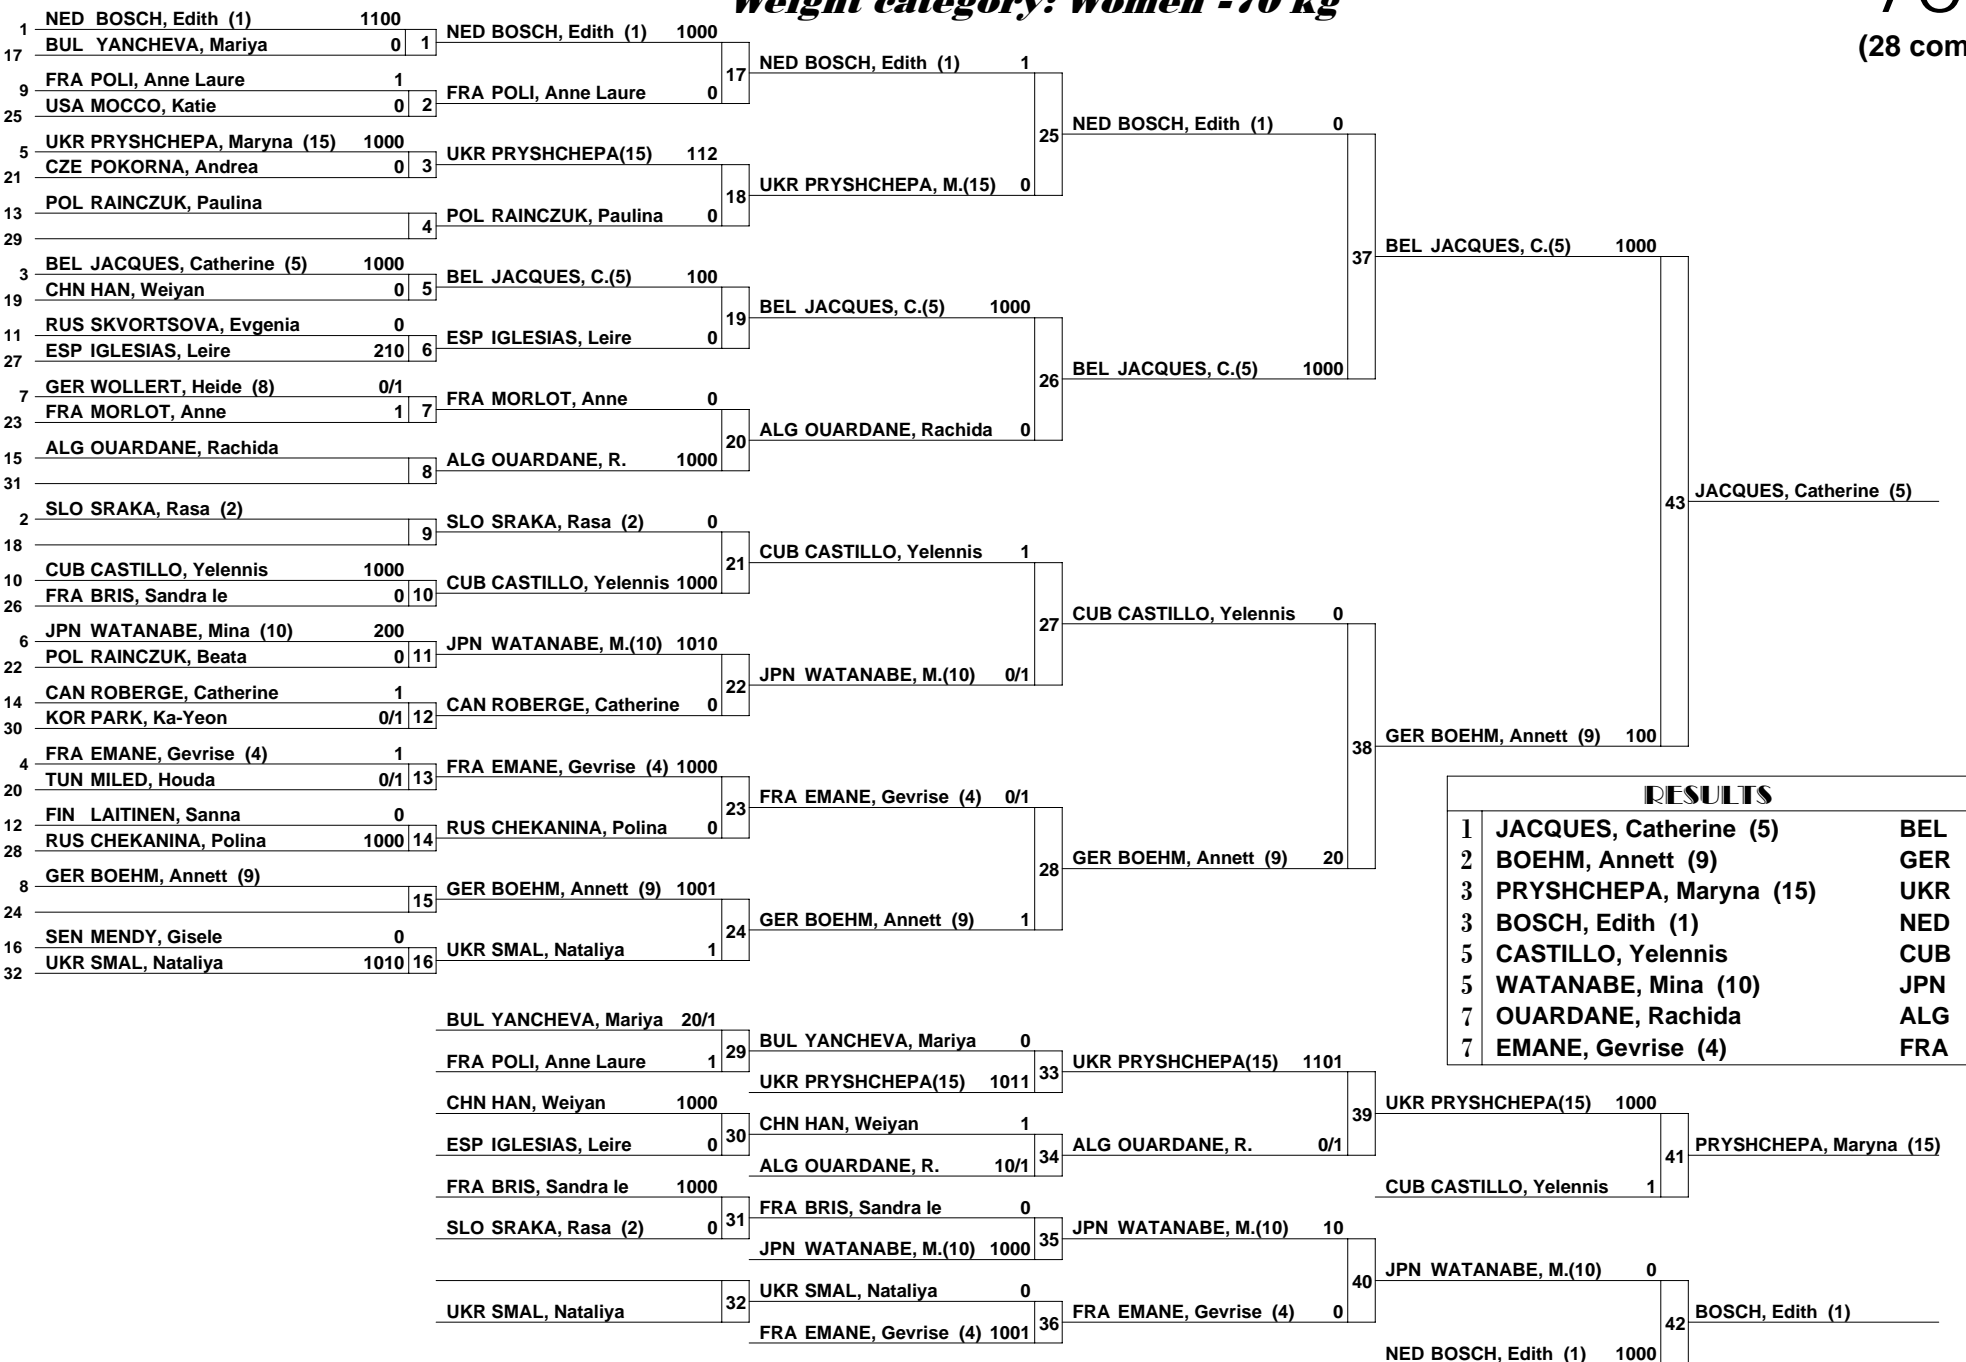 Weight category: Women -70 kg
(28 com
1 NED BOSCH, Edith (1) 1100
17 BUL YANCHEVA, Mariya 0 1
9 FRA POLI, Anne Laure 1
25 USA MOCCO, Katie 0 2
5 UKR PRYSHCHEPA, Maryna (15) 1000
21 CZE POKORNA, Andrea 0 3
13 POL RAINCZUK, Paulina
29 4
3 BEL JACQUES, Catherine (5) 1000
19 CHN HAN, Weiyan 0 5
11 RUS SKVORTSOVA, Evgenia 0
27 ESP IGLESIAS, Leire 210 6
7 GER WOLLERT, Heide (8) 0/1
23 FRA MORLOT, Anne 1 7
15 ALG OUARDANE, Rachida
31 8
2 SLO SRAKA, Rasa (2)
18 9
10 CUB CASTILLO, Yelennis 1000
26 FRA BRIS, Sandra le 0 10
6 JPN WATANABE, Mina (10) 200
22 POL RAINCZUK, Beata 0 11
14 CAN ROBERGE, Catherine 1
30 KOR PARK, Ka-Yeon 0/1 12
4 FRA EMANE, Gevrise (4) 1
20 TUN MILED, Houda 0/1 13
12 FIN LAITINEN, Sanna 0
28 RUS CHEKANINA, Polina 1000 14
8 GER BOEHM, Annett (9)
24 15
16 SEN MENDY, Gisele 0
32 UKR SMAL, Nataliya 1010 16
NED BOSCH, Edith (1) 1000
17
FRA POLI, Anne Laure 0
UKR PRYSHCHEPA(15) 112
18
POL RAINCZUK, Paulina 0
BEL JACQUES, C.(5) 100
19
ESP IGLESIAS, Leire 0
FRA MORLOT, Anne 0
20
ALG OUARDANE, R. 1000
SLO SRAKA, Rasa (2) 0
21
CUB CASTILLO, Yelennis 1000
JPN WATANABE, M.(10) 1010
22
CAN ROBERGE, Catherine 0
FRA EMANE, Gevrise (4) 1000
23
RUS CHEKANINA, Polina 0
GER BOEHM, Annett (9) 1001
24
UKR SMAL, Nataliya 1
NED BOSCH, Edith (1) 1
25
UKR PRYSHCHEPA, M.(15) 0
BEL JACQUES, C.(5) 1000
26
ALG OUARDANE, Rachida 0
CUB CASTILLO, Yelennis 1
27
JPN WATANABE, M.(10) 0/1
FRA EMANE, Gevrise (4) 0/1
28
GER BOEHM, Annett (9) 1
NED BOSCH, Edith (1) 0
37
BEL JACQUES, C.(5) 1000
CUB CASTILLO, Yelennis 0
38
GER BOEHM, Annett (9) 20
BEL JACQUES, C.(5) 1000
43
GER BOEHM, Annett (9) 100
JACQUES, Catherine (5)
RESULTS
1 JACQUES, Catherine (5) BEL
2 BOEHM, Annett (9) GER
3 PRYSHCHEPA, Maryna (15) UKR
3 BOSCH, Edith (1) NED
5 CASTILLO, Yelennis CUB
5 WATANABE, Mina (10) JPN
7 OUARDANE, Rachida ALG
7 EMANE, Gevrise (4) FRA
BUL YANCHEVA, Mariya 20/1
29
FRA POLI, Anne Laure 1
CHN HAN, Weiyan 1000
30
ESP IGLESIAS, Leire 0
FRA BRIS, Sandra le 1000
31
SLO SRAKA, Rasa (2) 0
32
UKR SMAL, Nataliya
BUL YANCHEVA, Mariya 0
33
UKR PRYSHCHEPA(15) 1011
CHN HAN, Weiyan 1
34
ALG OUARDANE, R. 10/1
FRA BRIS, Sandra le 0
35
JPN WATANABE, M.(10) 1000
UKR SMAL, Nataliya 0
36
FRA EMANE, Gevrise (4) 1001
UKR PRYSHCHEPA(15) 1101
39
ALG OUARDANE, R. 0/1
JPN WATANABE, M.(10) 10
40
FRA EMANE, Gevrise (4) 0
UKR PRYSHCHEPA(15) 1000
41
CUB CASTILLO, Yelennis 1
PRYSHCHEPA, Maryna (15)
JPN WATANABE, M.(10) 0
42
NED BOSCH, Edith (1) 1000
BOSCH, Edith (1)